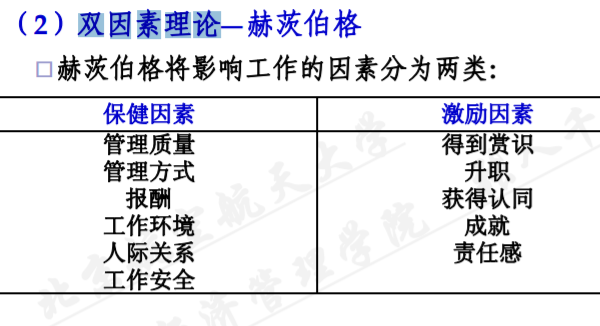 （2）双因素理论—赫茨伯格
赫茨伯格将影响工作的因素分为两类：
保健因素 激励因素
管理质量 得到赏识
管理方式 升职
报酬 获得认同
工作环境 成就
人际关系 责任感
工作安全